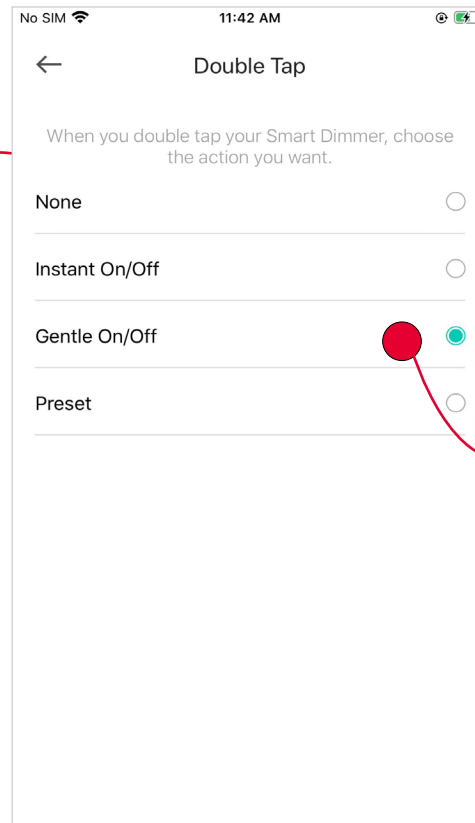 No SIM 11:42 AM
Double Tap
When you double tap your Smart Dimmer, choose
the action you want.
None
Instant On/Off
Gentle On/Off
Preset